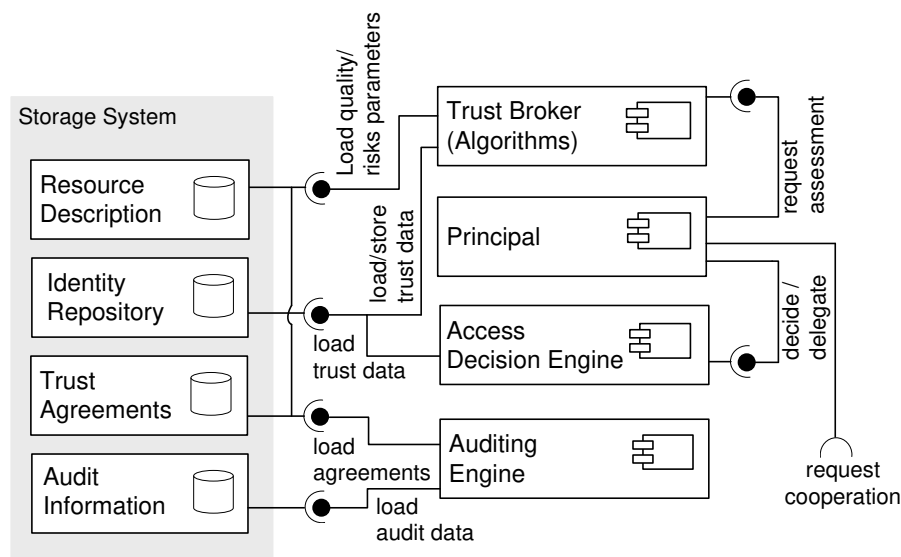 Storage System
Resource
Description
Identity
Repository
Trust
Agreements
Audit
Information
Load quality/
risks parameters
load/store
trust data
load
trust data
load
agreements
load
audit data
Trust Broker
(Algorithms)
Principal
Access
Decision Engine
Auditing
Engine
request
assessment
decide /
delegate
request
cooperation